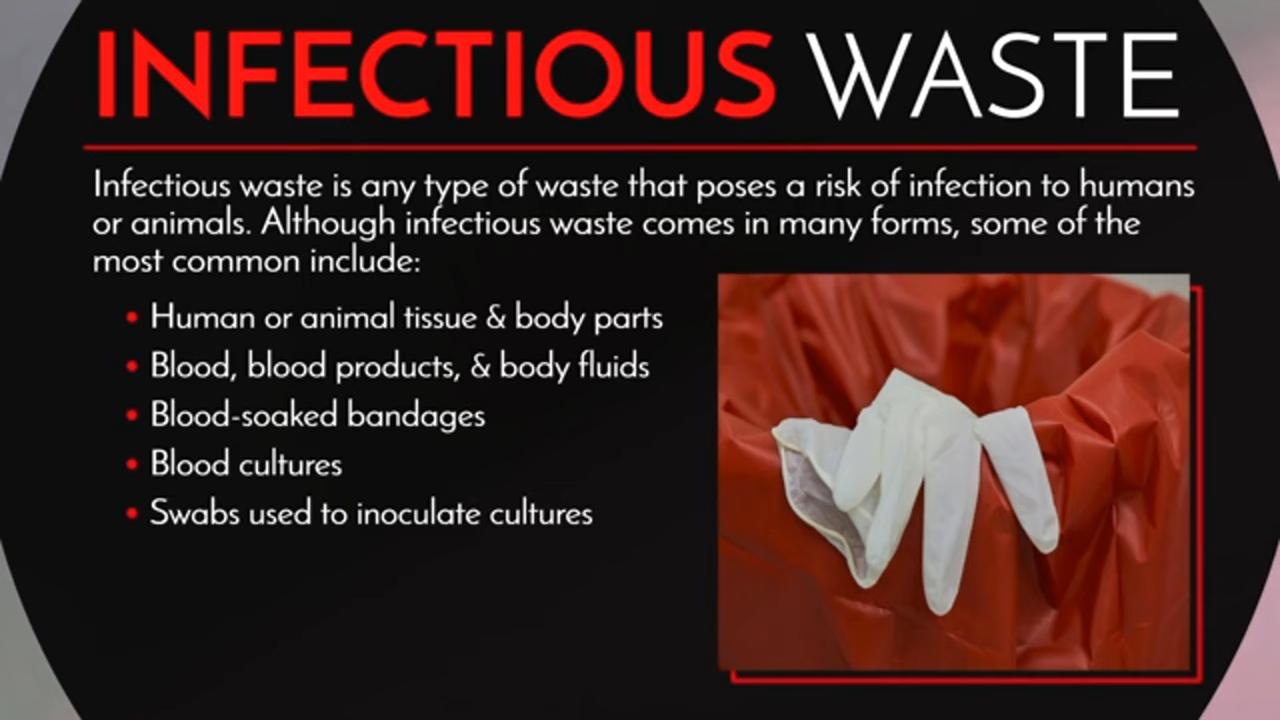 INFECTIOUS WASTE
Infectious waste is any type of waste that poses a risk of infection to humans
or animals. Although infectious waste comes in many forms, some of the
most common include:
• Human or animal tissue & body parts
• Blood, blood products, & body fluids
• Blood-soaked bandages
• Blood cultures
• Swabs used to inoculate cultures